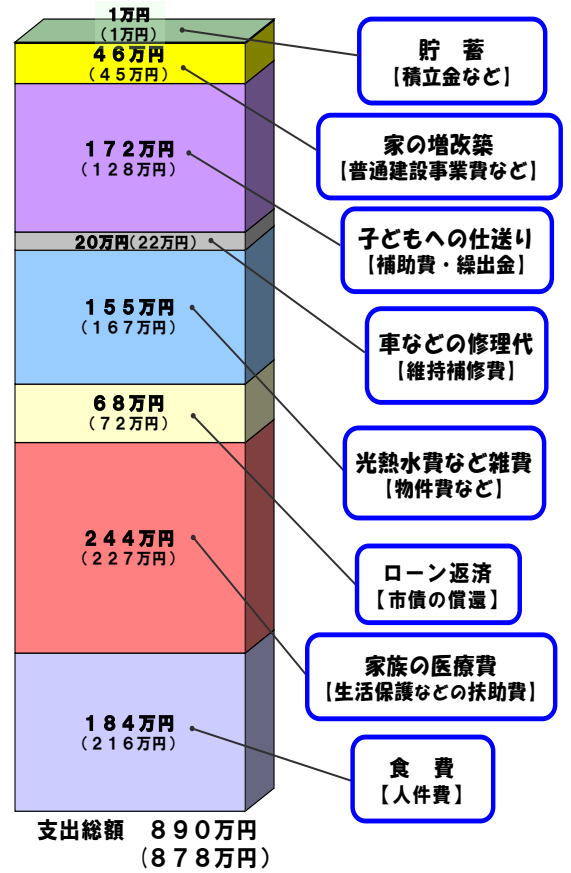 1万円
(1万円)
貯　蓄
【積立金など】
４６万円
(４５万円)
家の増改築
【普通建設事業費など】
１７２万円
(１２８万円)
子どもへの仕送り
【補助費・繰出金】
20万円(22万円)
車などの修理代
【維持補修費】
１５５万円
(１６７万円)
光熱水費など雑費
【物件費など】
６８万円
(７２万円)
ローン返済
【市債の償還】
２４４万円
(２２７万円)
家族の医療費
【生活保護などの扶助費】
１８４万円
(２１６万円)
食　費
【人件費】
支出総額　８９０万円
(８７８万円)